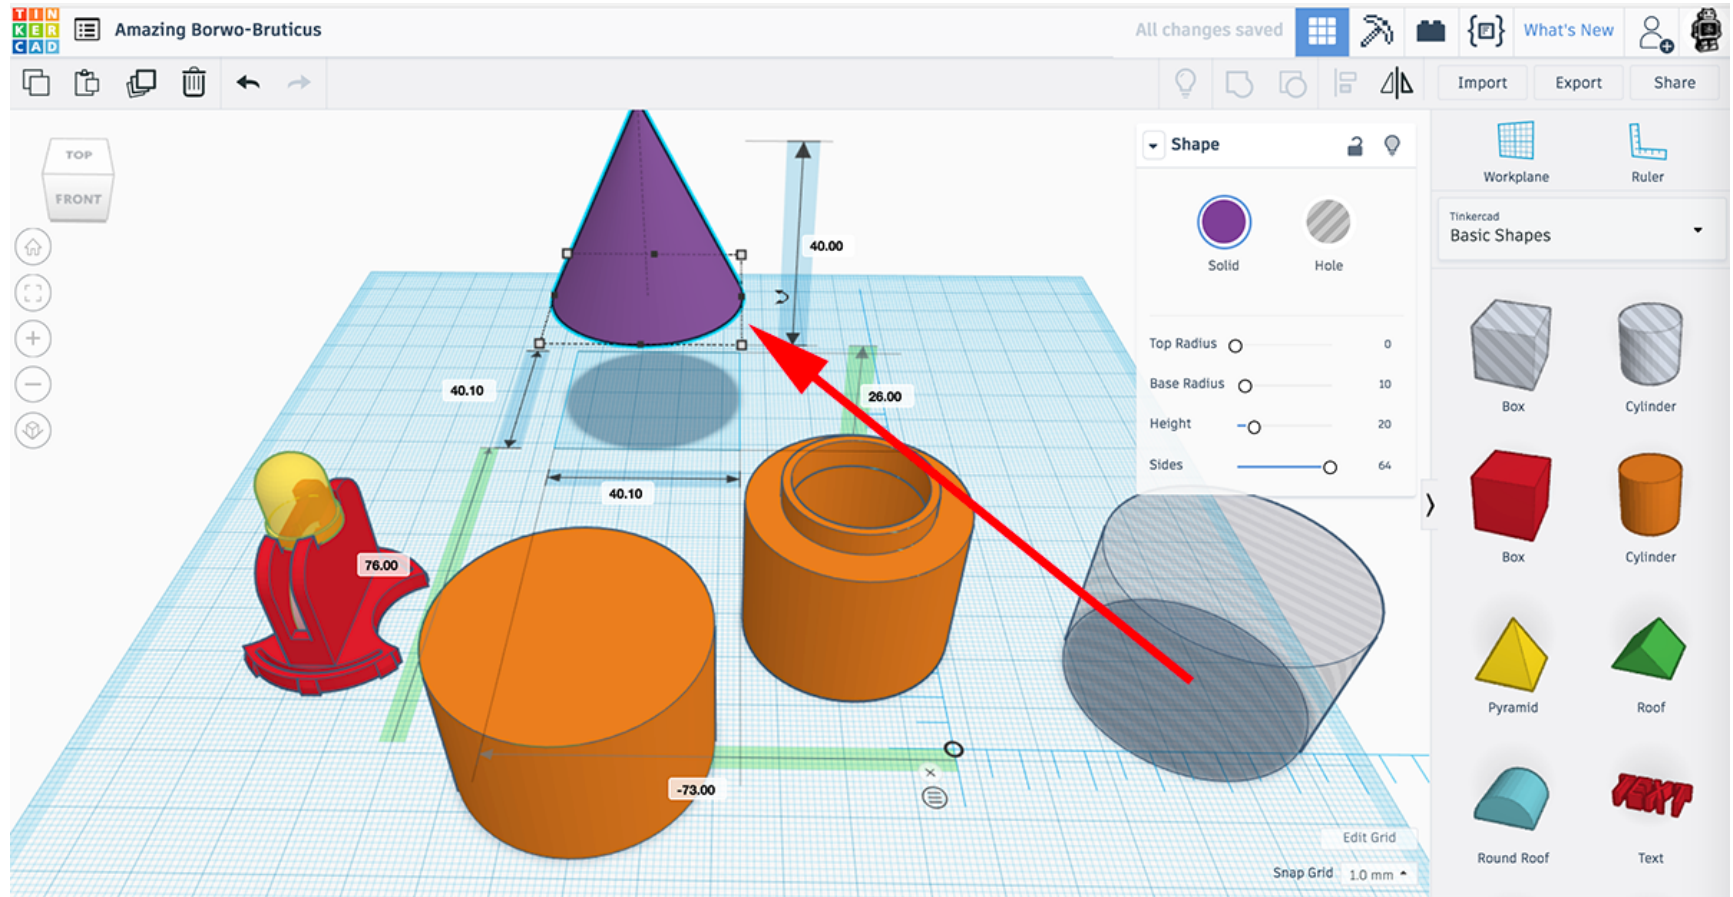 TIN
KER
CAD
Amazing Borwo-Bruticus
All changes saved
What's New
Import
Export
Share
TOP
FRONT
40.00
40.10
26.00
40.10
76.00
-73.00
Shape
Solid
Hole
Top Radius 0
Base Radius 10
Height 20
Sides 64
Edit Grid
Snap Grid 1.0 mm
Workplane
Ruler
Tinkercad
Basic Shapes
Box
Cylinder
Box
Cylinder
Pyramid
Roof
TEXT
Round Roof
Text